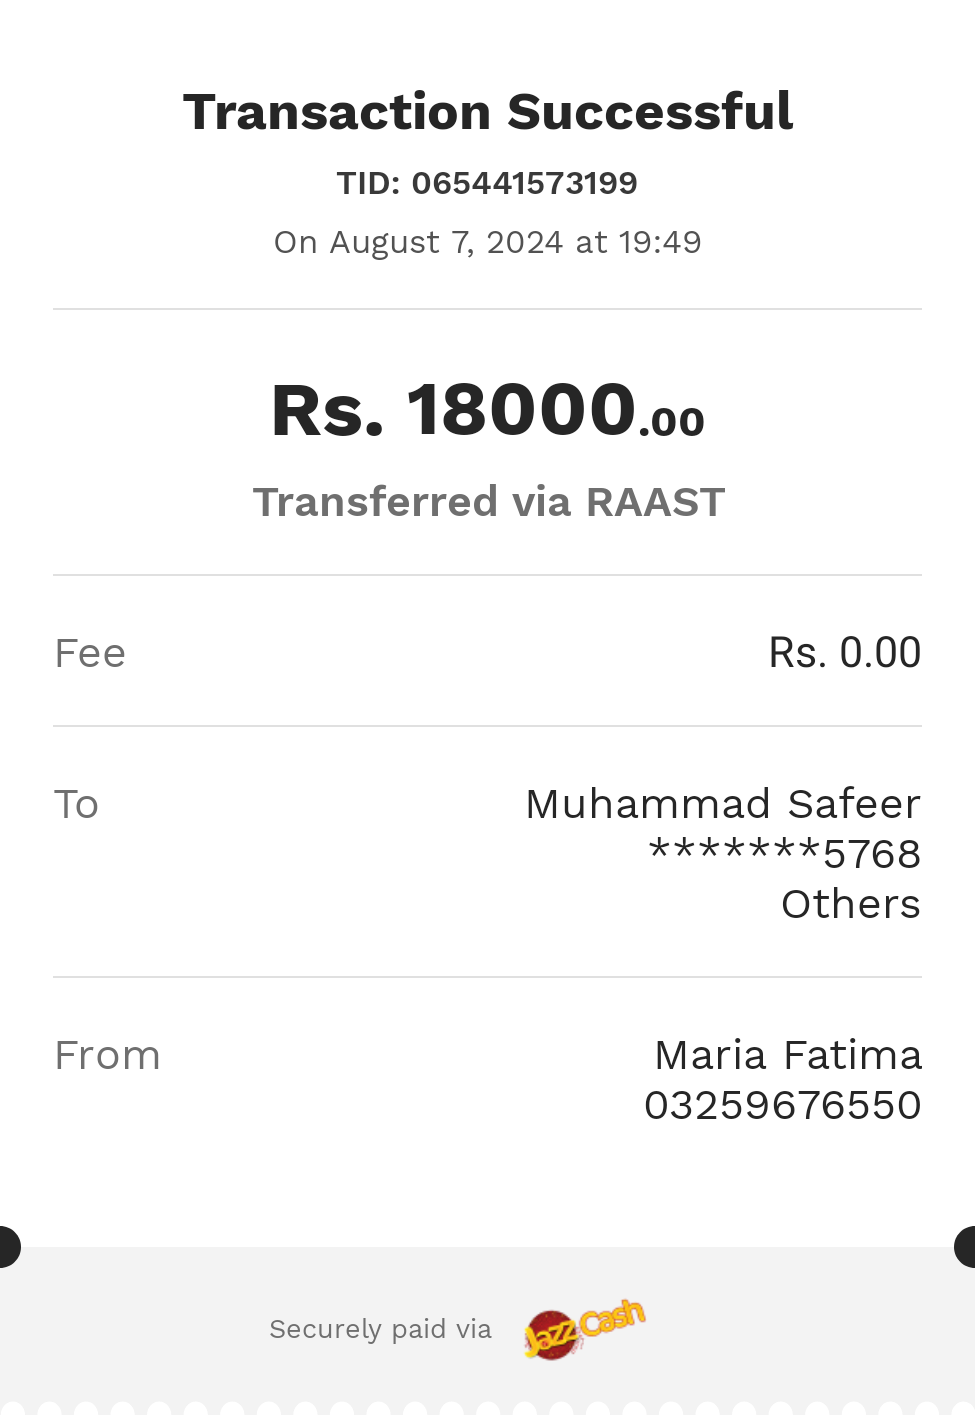 Transaction Successful
TID: 065441573199
On August 7, 2024 at 19:49
Rs. 18000.00
Transferred via RAAST
Fee Rs. 0.00
To Muhammad Safeer
*******5768
Others
From Maria Fatima
03259676550
Securely paid via JazzCash